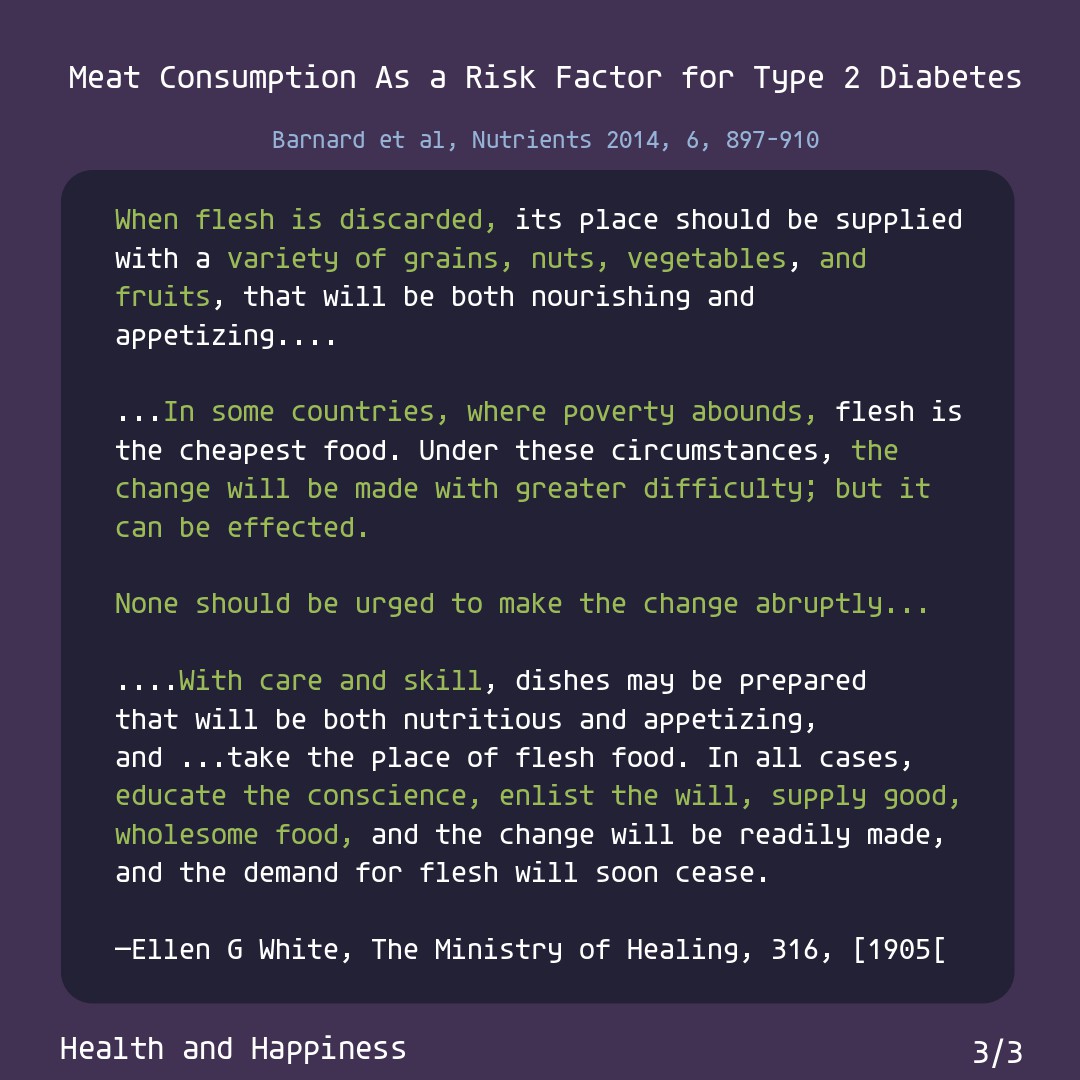 Meat Consumption As a Risk Factor for Type 2 Diabetes
Barnard et al, Nutrients 2014, 6, 897-910
When flesh is discarded, its place should be supplied
with a variety of grains, nuts, vegetables, and
fruits, that will be both nourishing and
appetizing....
...In some countries, where poverty abounds, flesh is
the cheapest food. Under these circumstances, the
change will be made with greater difficulty; but it
can be effected.
None should be urged to make the change abruptly...
....With care and skill, dishes may be prepared
that will be both nutritious and appetizing,
and ...take the place of flesh food. In all cases,
educate the conscience, enlist the will, supply good,
wholesome food, and the change will be readily made,
and the demand for flesh will soon cease.
—Ellen G White, The Ministry of Healing, 316, [1905[
Health and Happiness
3/3